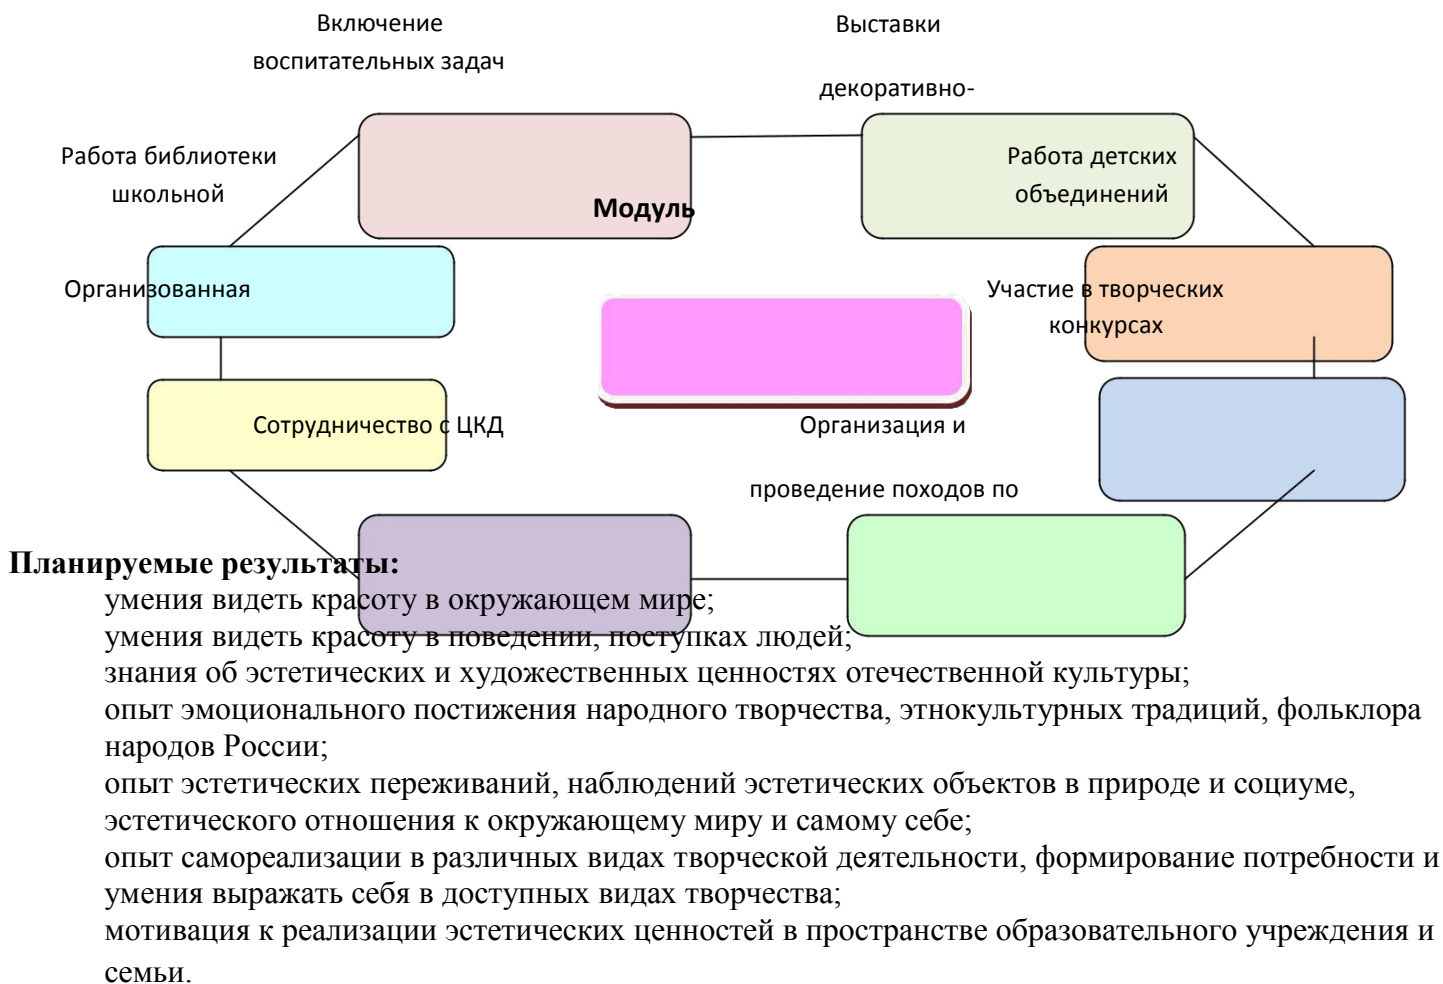 Включение
воспитательных задач
Выставки
декоративно-
Работа библиотеки
школьной
Работа детских
объединений
Модуль
Организованная
Участие в творческих
конкурсах
Сотрудничество с ЦКД
Организация и
проведение походов по
Планируемые результаты:
умения видеть красоту в окружающем мире;
умения видеть красоту в поведении, поступках людей;
знания об эстетических и художественных ценностях отечественной культуры;
опыт эмоционального постижения народного творчества, этнокультурных традиций, фольклора
народов России;
опыт эстетических переживаний, наблюдений эстетических объектов в природе и социуме,
эстетического отношения к окружающему миру и самому себе;
опыт самореализации в различных видах творческой деятельности, формирование потребности и
умения выражать себя в доступных видах творчества;
мотивация к реализации эстетических ценностей в пространстве образовательного учреждения и
семьи.